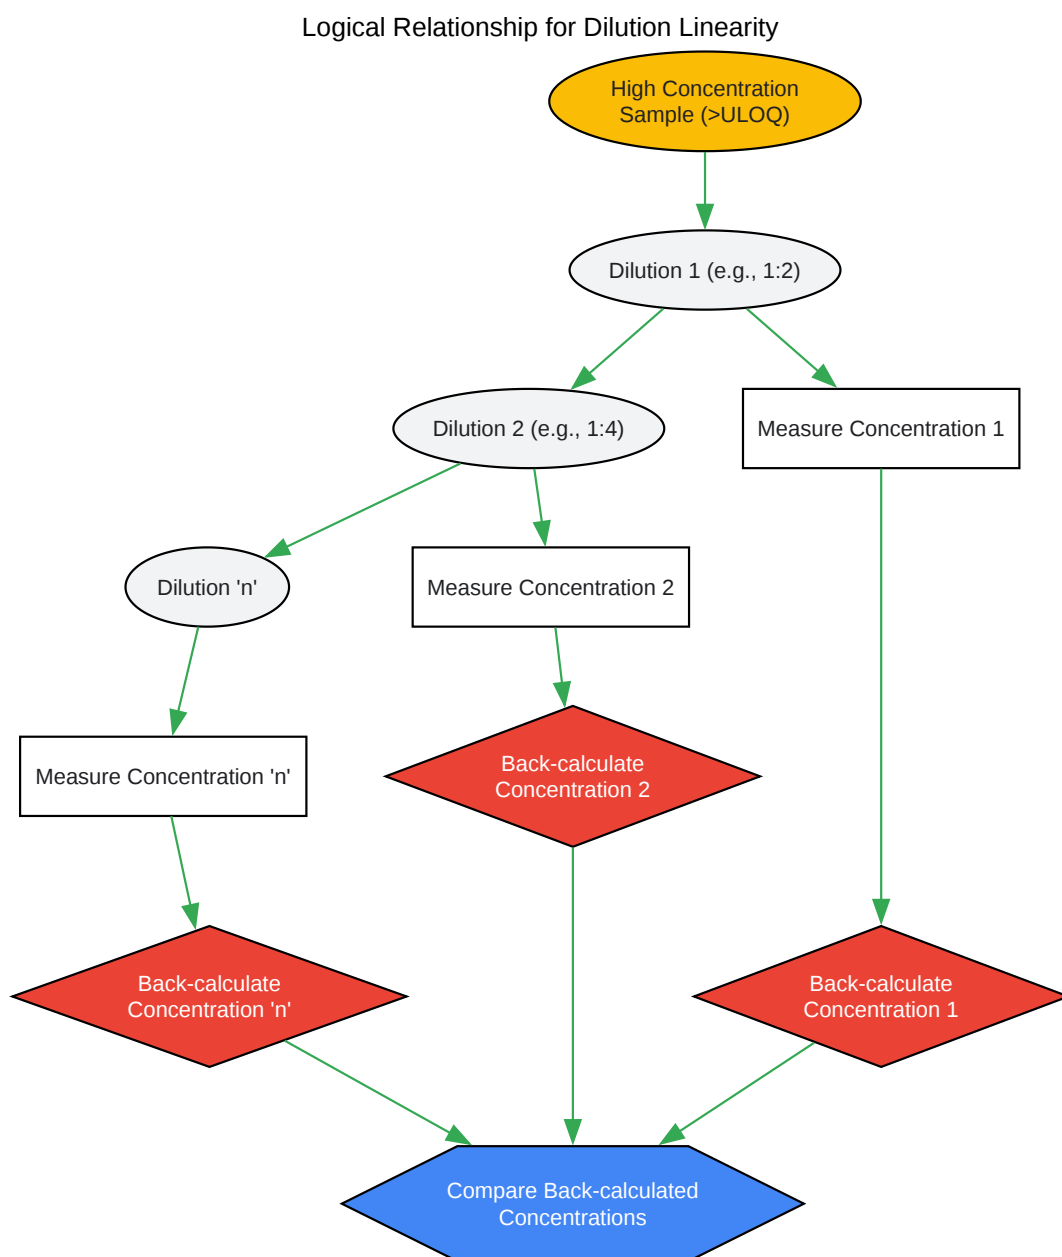 Logical Relationship for Dilution Linearity
High Concentration
Sample (>ULOQ)
Dilution 1 (e.g., 1:2)
Dilution 2 (e.g., 1:4)
Measure Concentration 1
Dilution 'n'
Measure Concentration 2
Measure Concentration 'n'
Back-calculate
Concentration 2
Back-calculate
Concentration 'n'
Back-calculate
Concentration 1
Compare Back-calculated
Concentrations